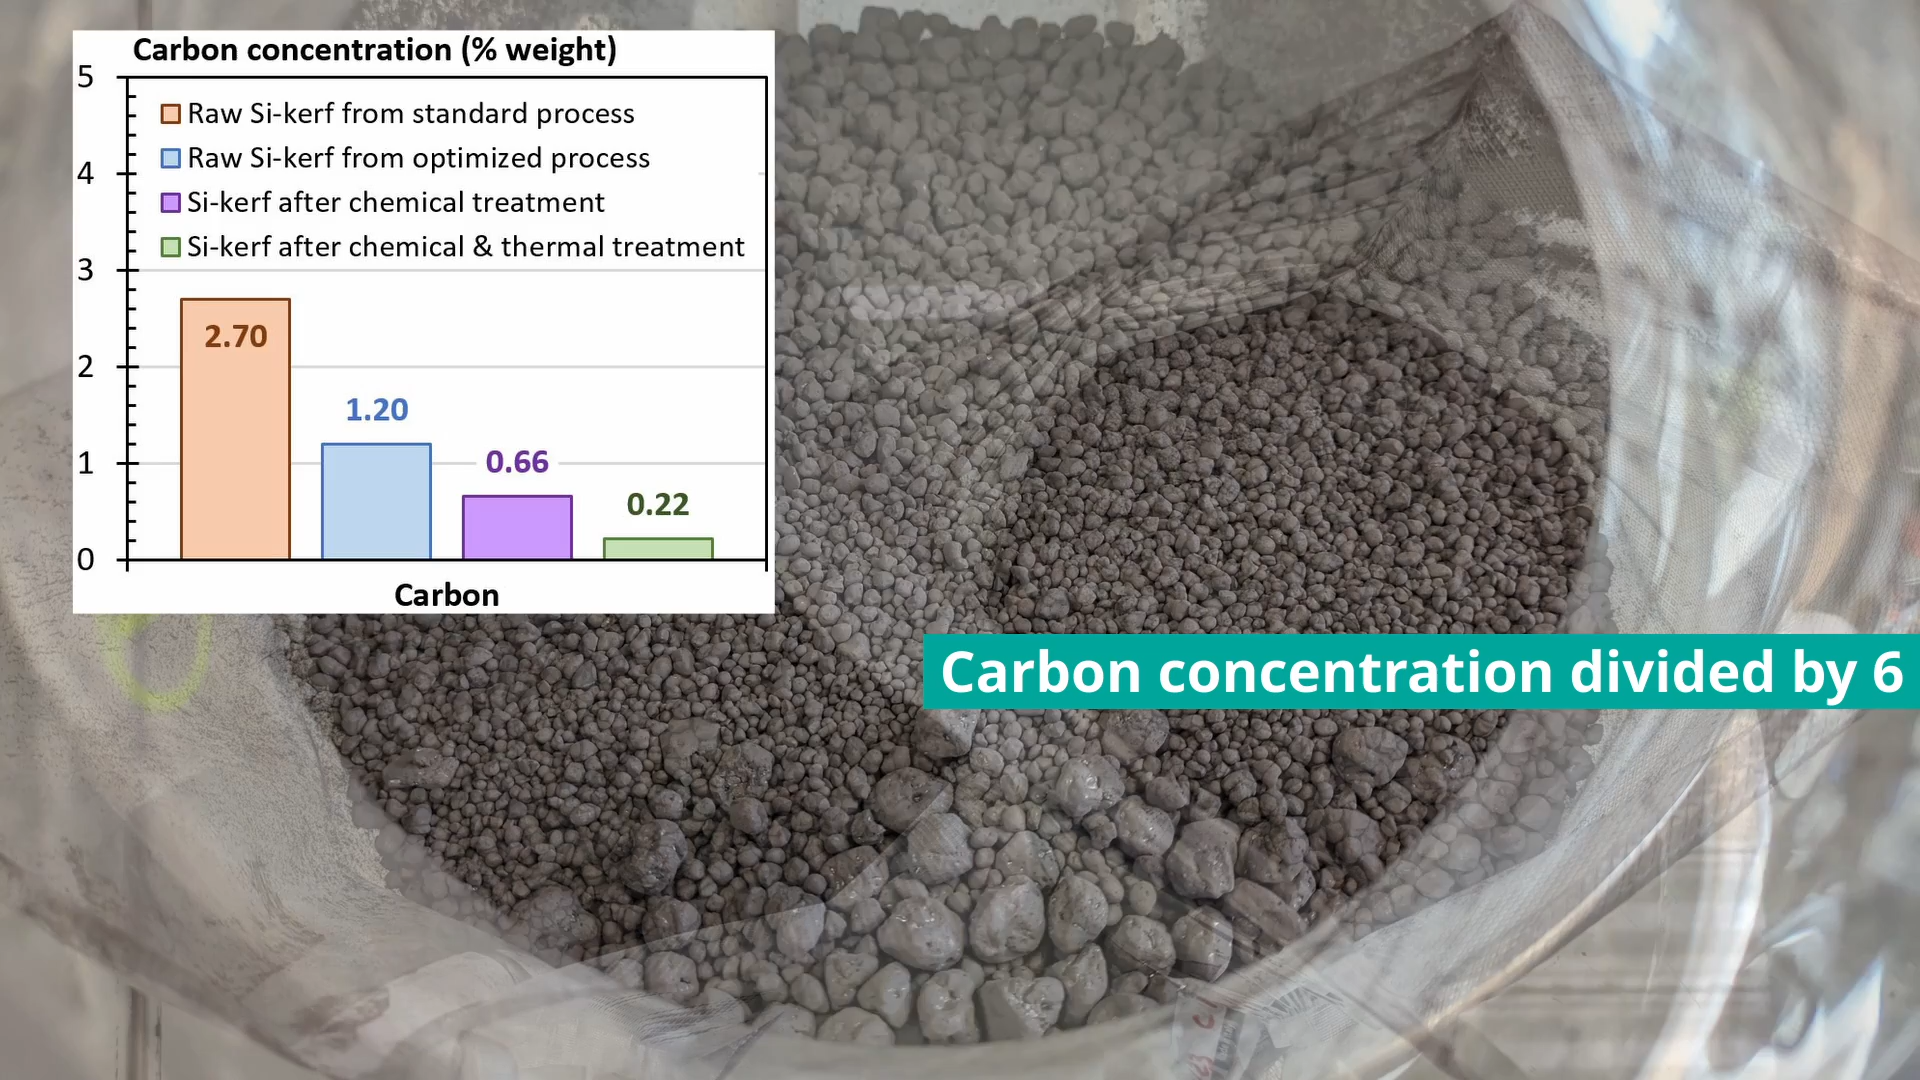 Carbon concentration (% weight)
5
4
3
2
1
0
Raw Si-kerf from standard process
Raw Si-kerf from optimized process
Si-kerf after chemical treatment
Si-kerf after chemical & thermal treatment
2.70
1.20
0.66
0.22
Carbon
Carbon concentration divided by 6